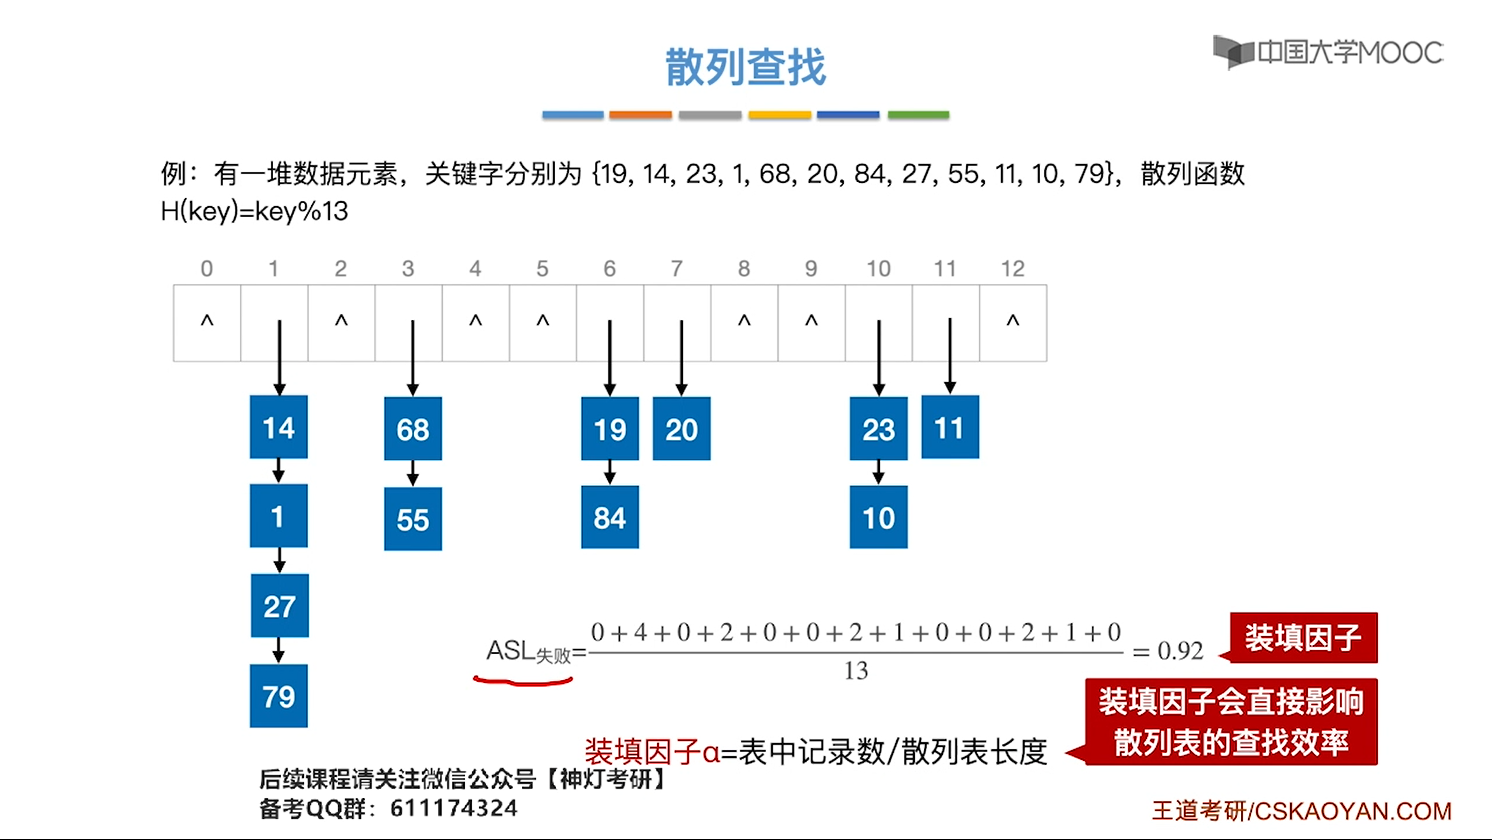 中国大学MOOC
散列查找
例：有一堆数据元素，关键字分别为 {19, 14, 23, 1, 68, 20, 84, 27, 55, 11, 10, 79}，散列函数
H(key)=key%13
0 1 2 3 4 5 6 7 8 9 10 11 12
^ ^ ^ ^ ^ ^ ^
14 68 19 20 23 11
1 55 84 10
27
79
ASL失败= 0 + 4 + 0 + 2 + 0 + 0 + 2 + 1 + 0 + 0 + 2 + 1 + 0 / 13 = 0.92
装填因子
装填因子会直接影响
散列表的查找效率
装填因子α=表中记录数/散列表长度
后续课程请关注微信公众号【神灯考研】
备考QQ群：611174324
王道考研/CSKAOYAN.COM